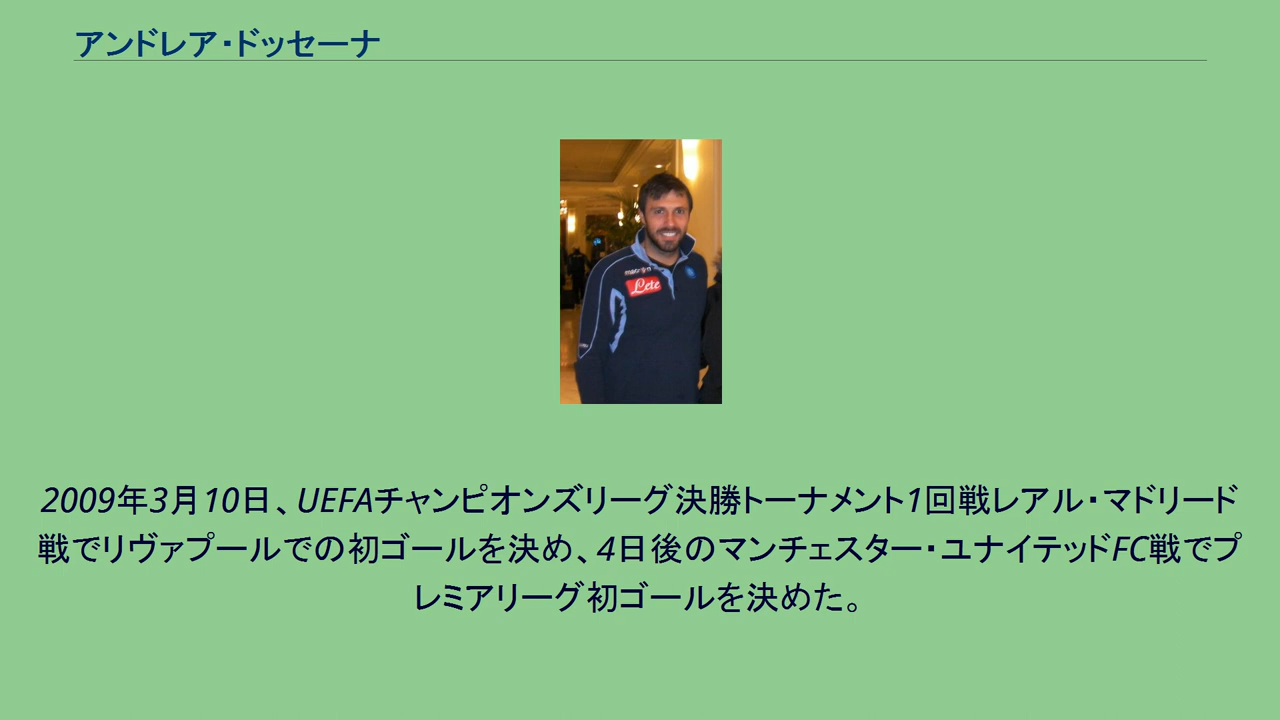 アンドレア・ドッセーナ
macron
Lete
2009年3月10日、UEFAチャンピオンズリーグ決勝トーナメント1回戦レアル・マドリード
戦でリヴァプールでの初ゴールを決め、4日後のマンチェスター・ユナイテッドFC戦でプ
レミアリーグ初ゴールを決めた。